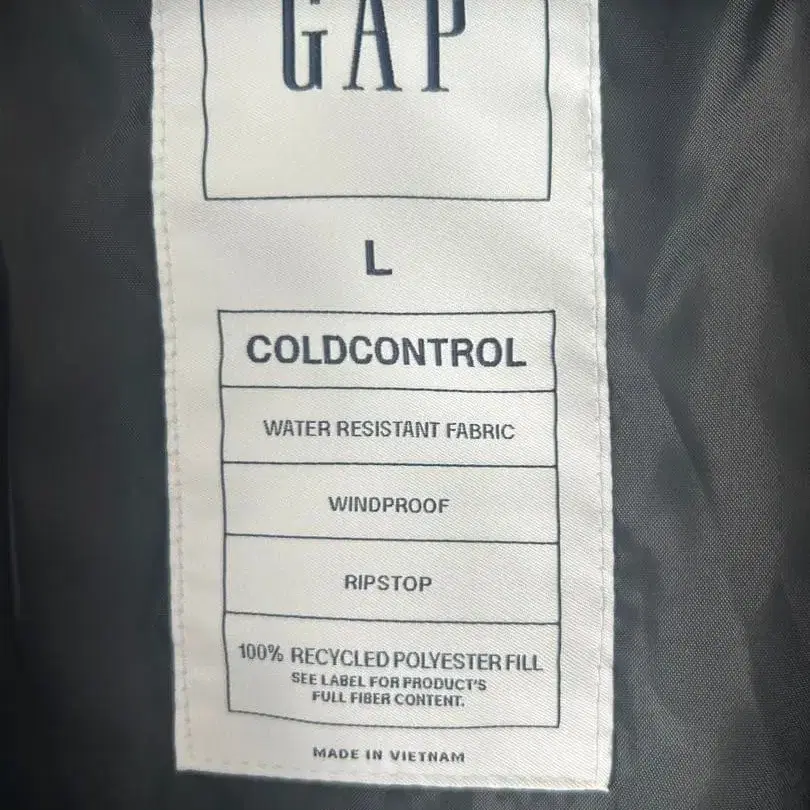 GAP
L
COLDCONTROL
WATER RESISTANT FABRIC
WINDPROOF
RIPSTOP
100% RECYCLED POLYESTER FILL
SEE LABEL FOR PRODUCT'S
FULL FIBER CONTENT.
MADE IN VIETNAM